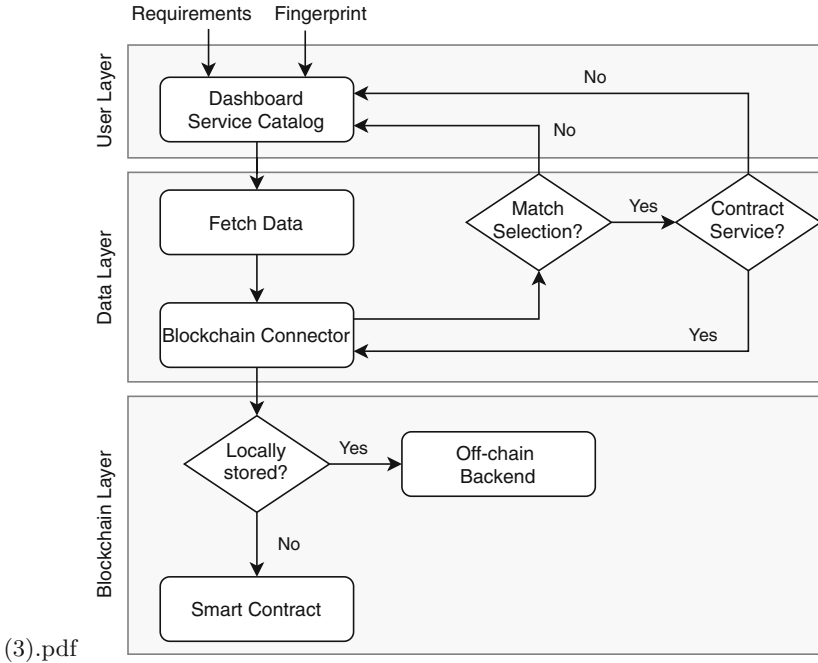 Requirements
Fingerprint
User Layer
Dashboard
Service Catalog
No
No
Data Layer
Fetch Data
Match
Selection?
Yes
Contract
Service?
Blockchain Connector
Yes
Blockchain Layer
Locally
stored?
Yes
Off-chain
Backend
No
Smart Contract
(3).pdf